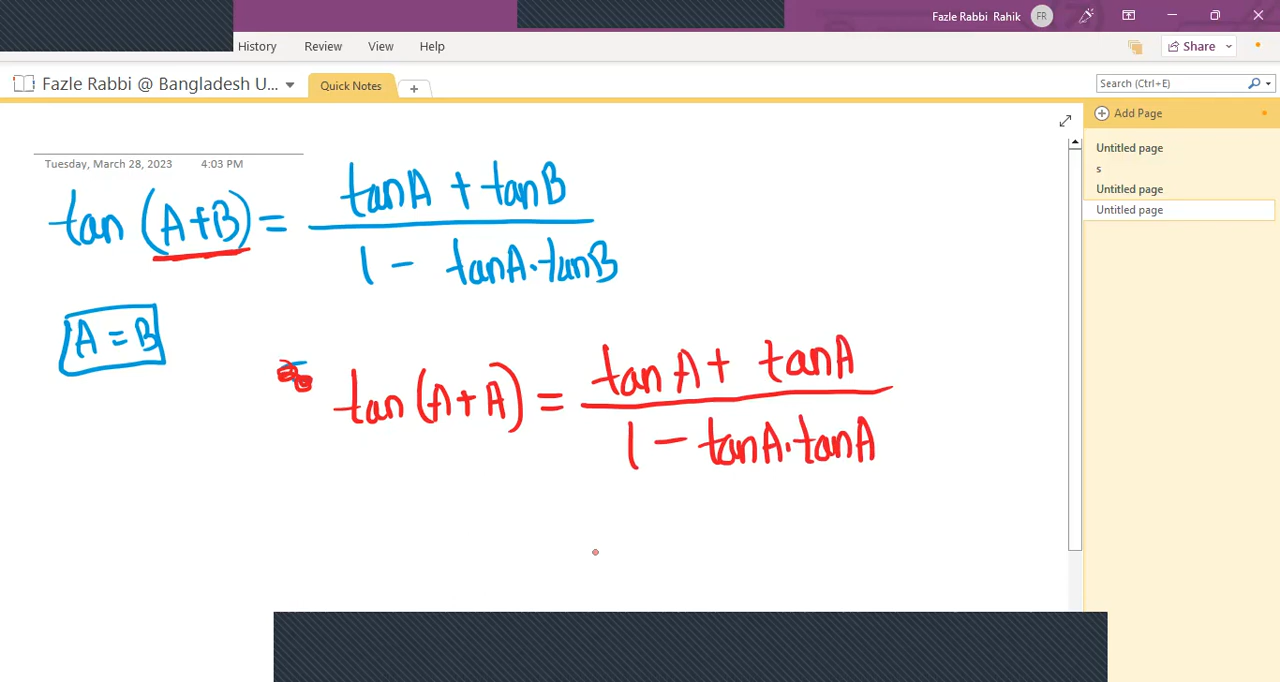 Fazle Rabbi Rahik FR
History Review View Help Share
Fazle Rabbi @ Bangladesh U... Quick Notes Search (Ctrl+E)
Add Page
Tuesday, March 28, 2023 4:03 PM
Untitled page
s
Untitled page
Untitled page
tan (A+B) = (tanA + tanB) / (1 - tanA·tanB)
A = B
tan (A+A) = (tanA + tanA) / (1 - tanA·tanA)